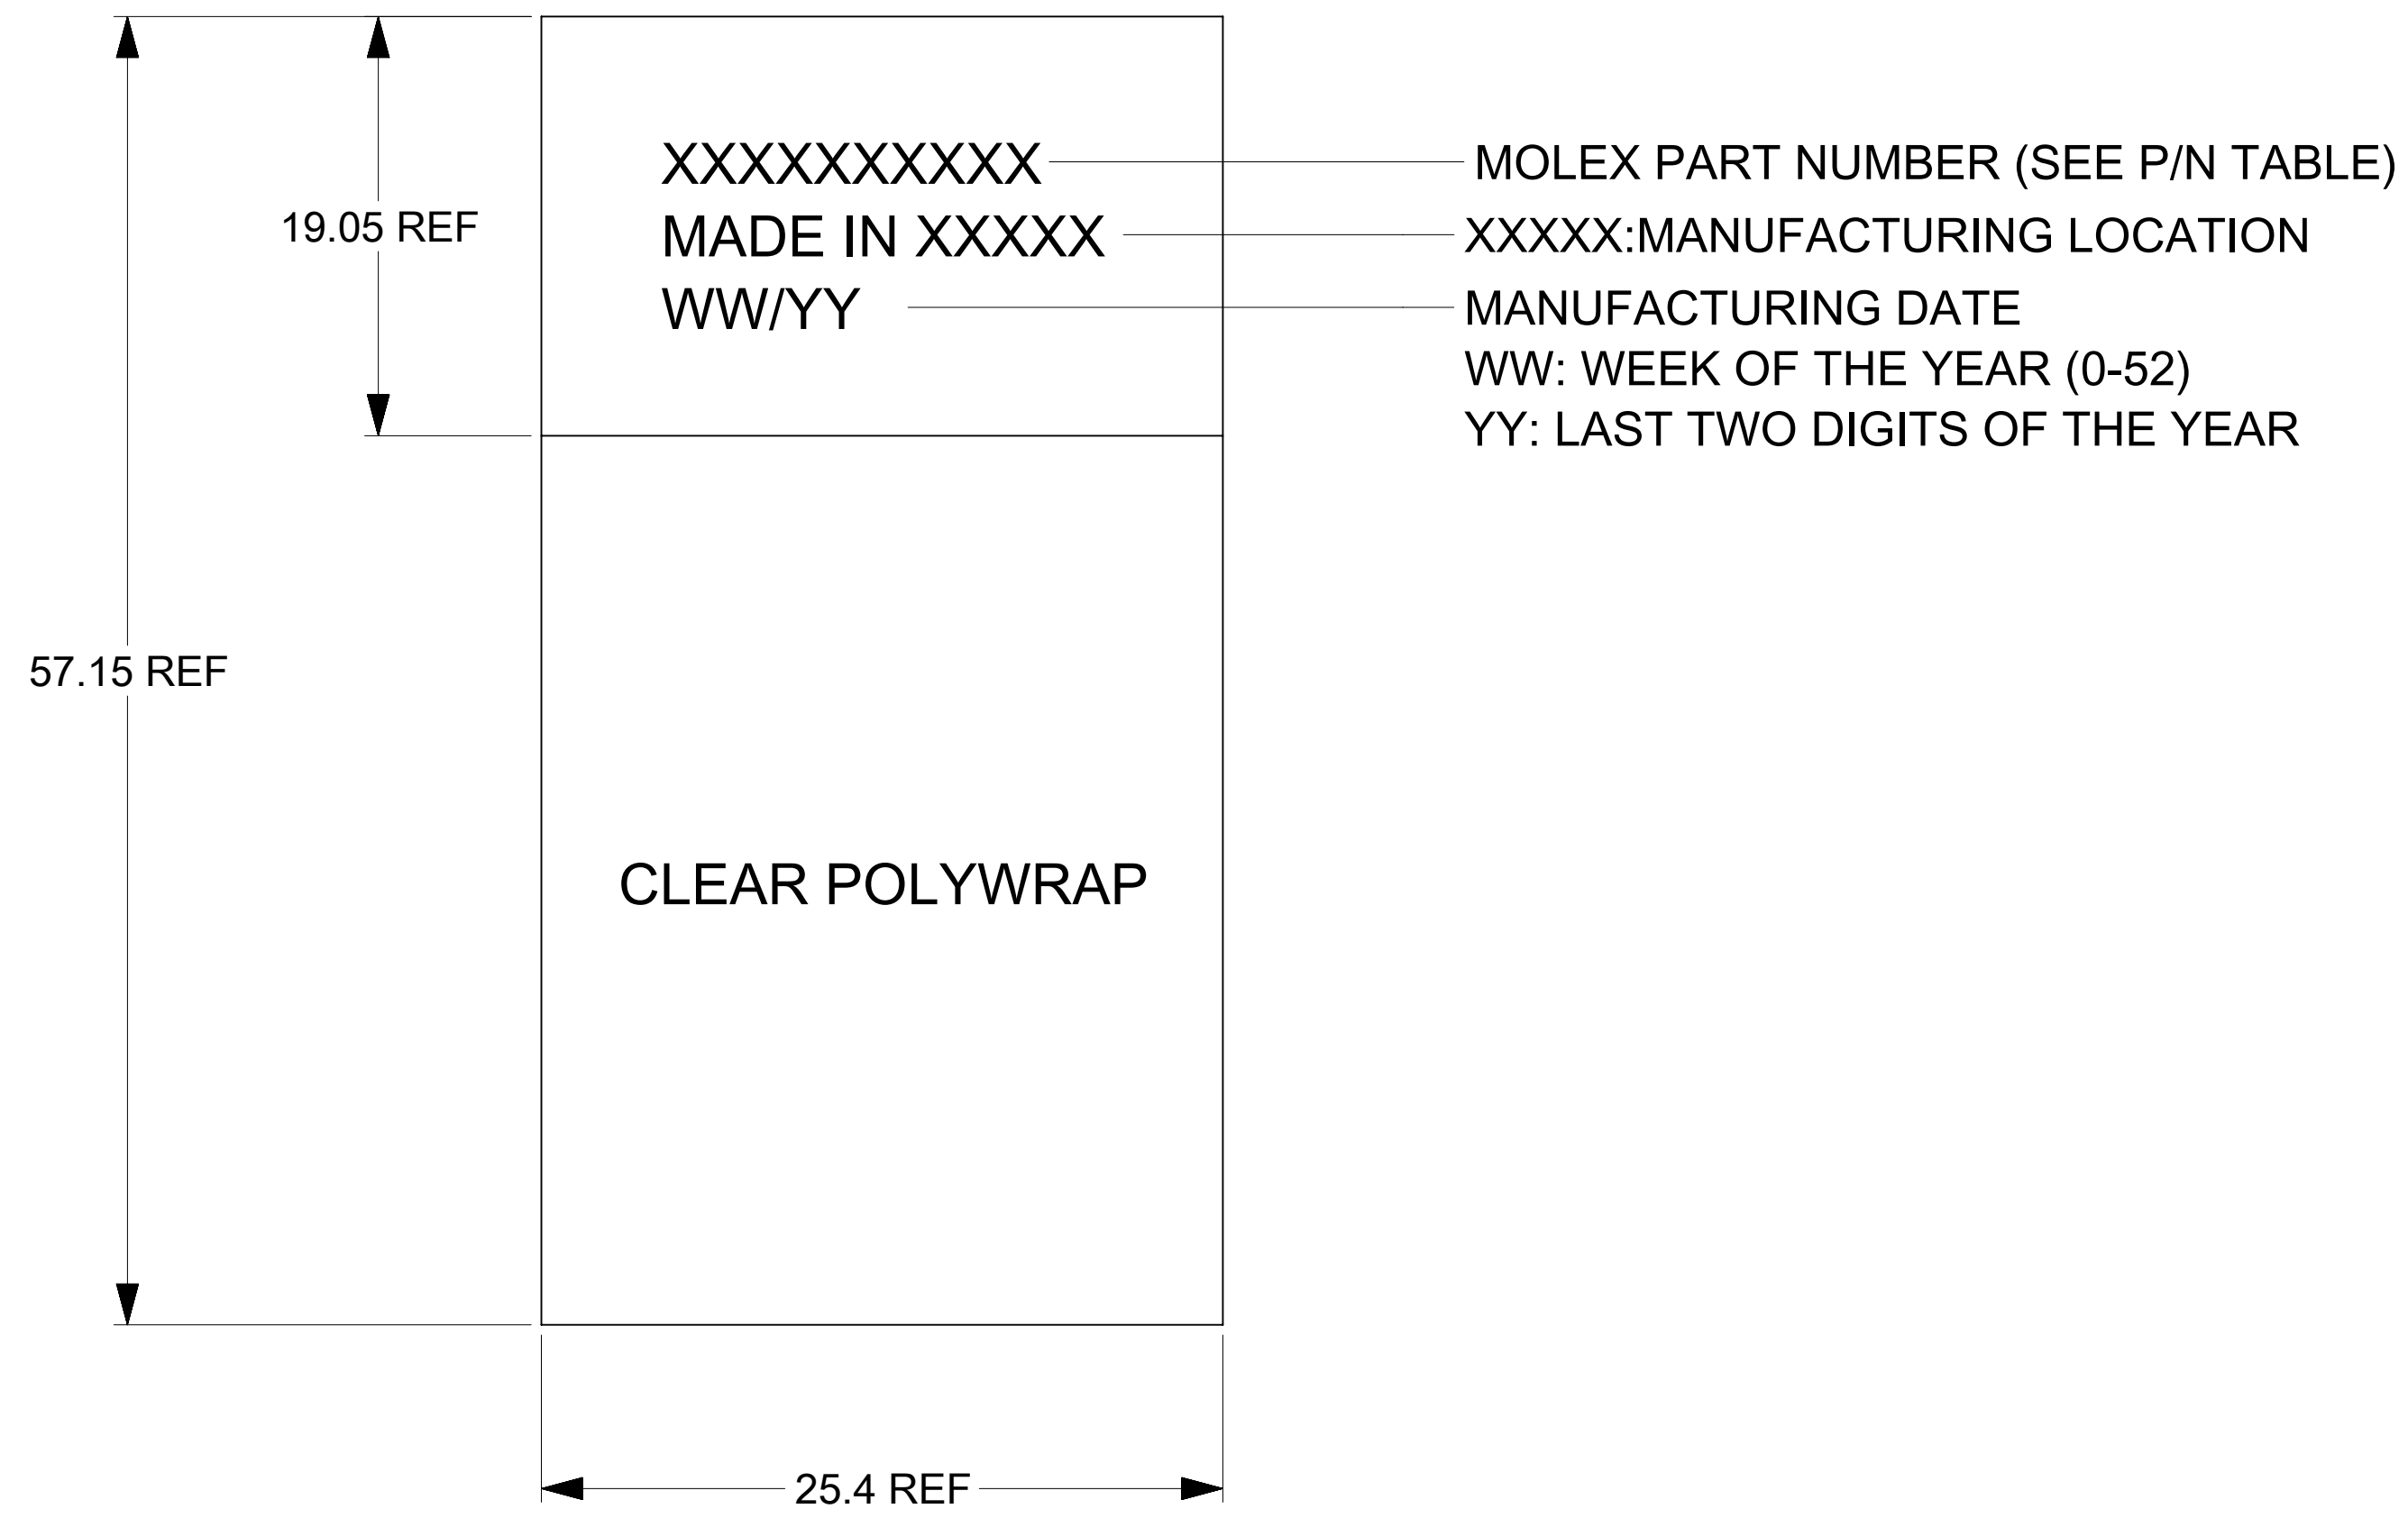 XXXXXXXXXX
MADE IN XXXXX
WW/YY
MOLEX PART NUMBER (SEE P/N TABLE)
XXXXX:MANUFACTURING LOCATION
MANUFACTURING DATE
WW: WEEK OF THE YEAR (0-52)
YY: LAST TWO DIGITS OF THE YEAR
19.05 REF
57.15 REF
CLEAR POLYWRAP
25.4 REF